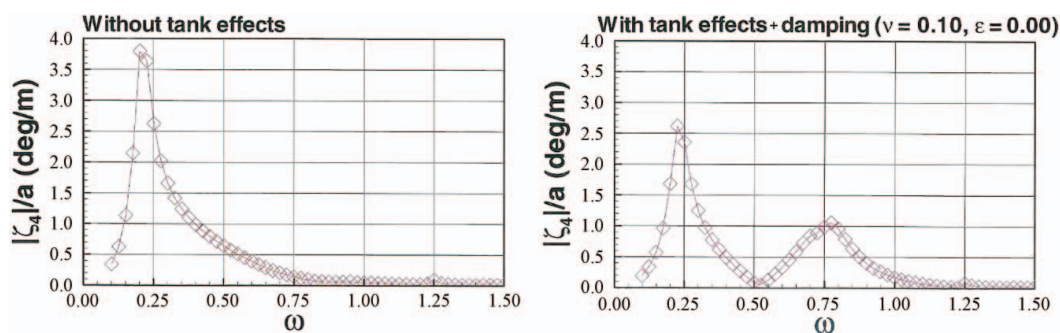 Without tank effects
4.0
3.5
3.0
2.5
2.0
1.5
1.0
0.5
0.0
0.00 0.25 0.50 0.75 1.00 1.25 1.50
|ζ₄|/a (deg/m)
ω
With tank effects+damping (ν = 0.10, ε = 0.00)
4.0
3.5
3.0
2.5
2.0
1.5
1.0
0.5
0.0
0.00 0.25 0.50 0.75 1.00 1.25 1.50
|ζ₄|/a (deg/m)
ω